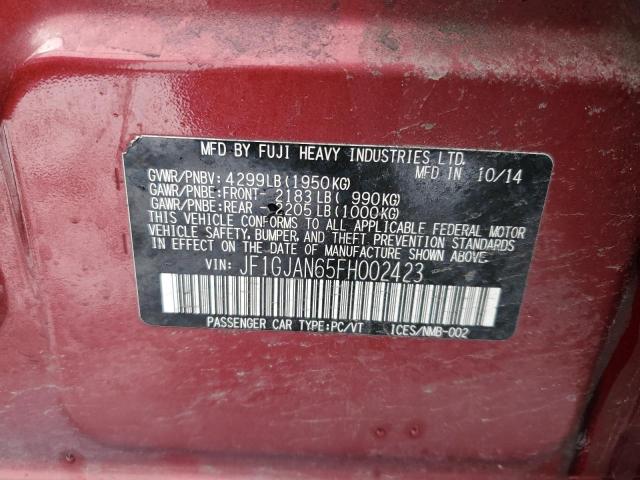 MFD BY FUJI HEAVY INDUSTRIES LTD.
GVWR/PNBV: 4299LB(1950KG) MFD IN 10/14
GAWR/PNBE:FRONT- 2183LB( 990KG)
GAWR/PNBE:REAR - 2205LB(1000KG)
THIS VEHICLE CONFORMS TO ALL APPLICABLE FEDERAL MOTOR
VEHICLE SAFETY, BUMPER, AND THEFT PREVENTION STANDARDS
IN EFFECT ON THE DATE OF MANUFACTURE SHOWN ABOVE.
VIN: JF1GJAN65FH002423
PASSENGER CAR TYPE:PC/VT ICES/NMB-002